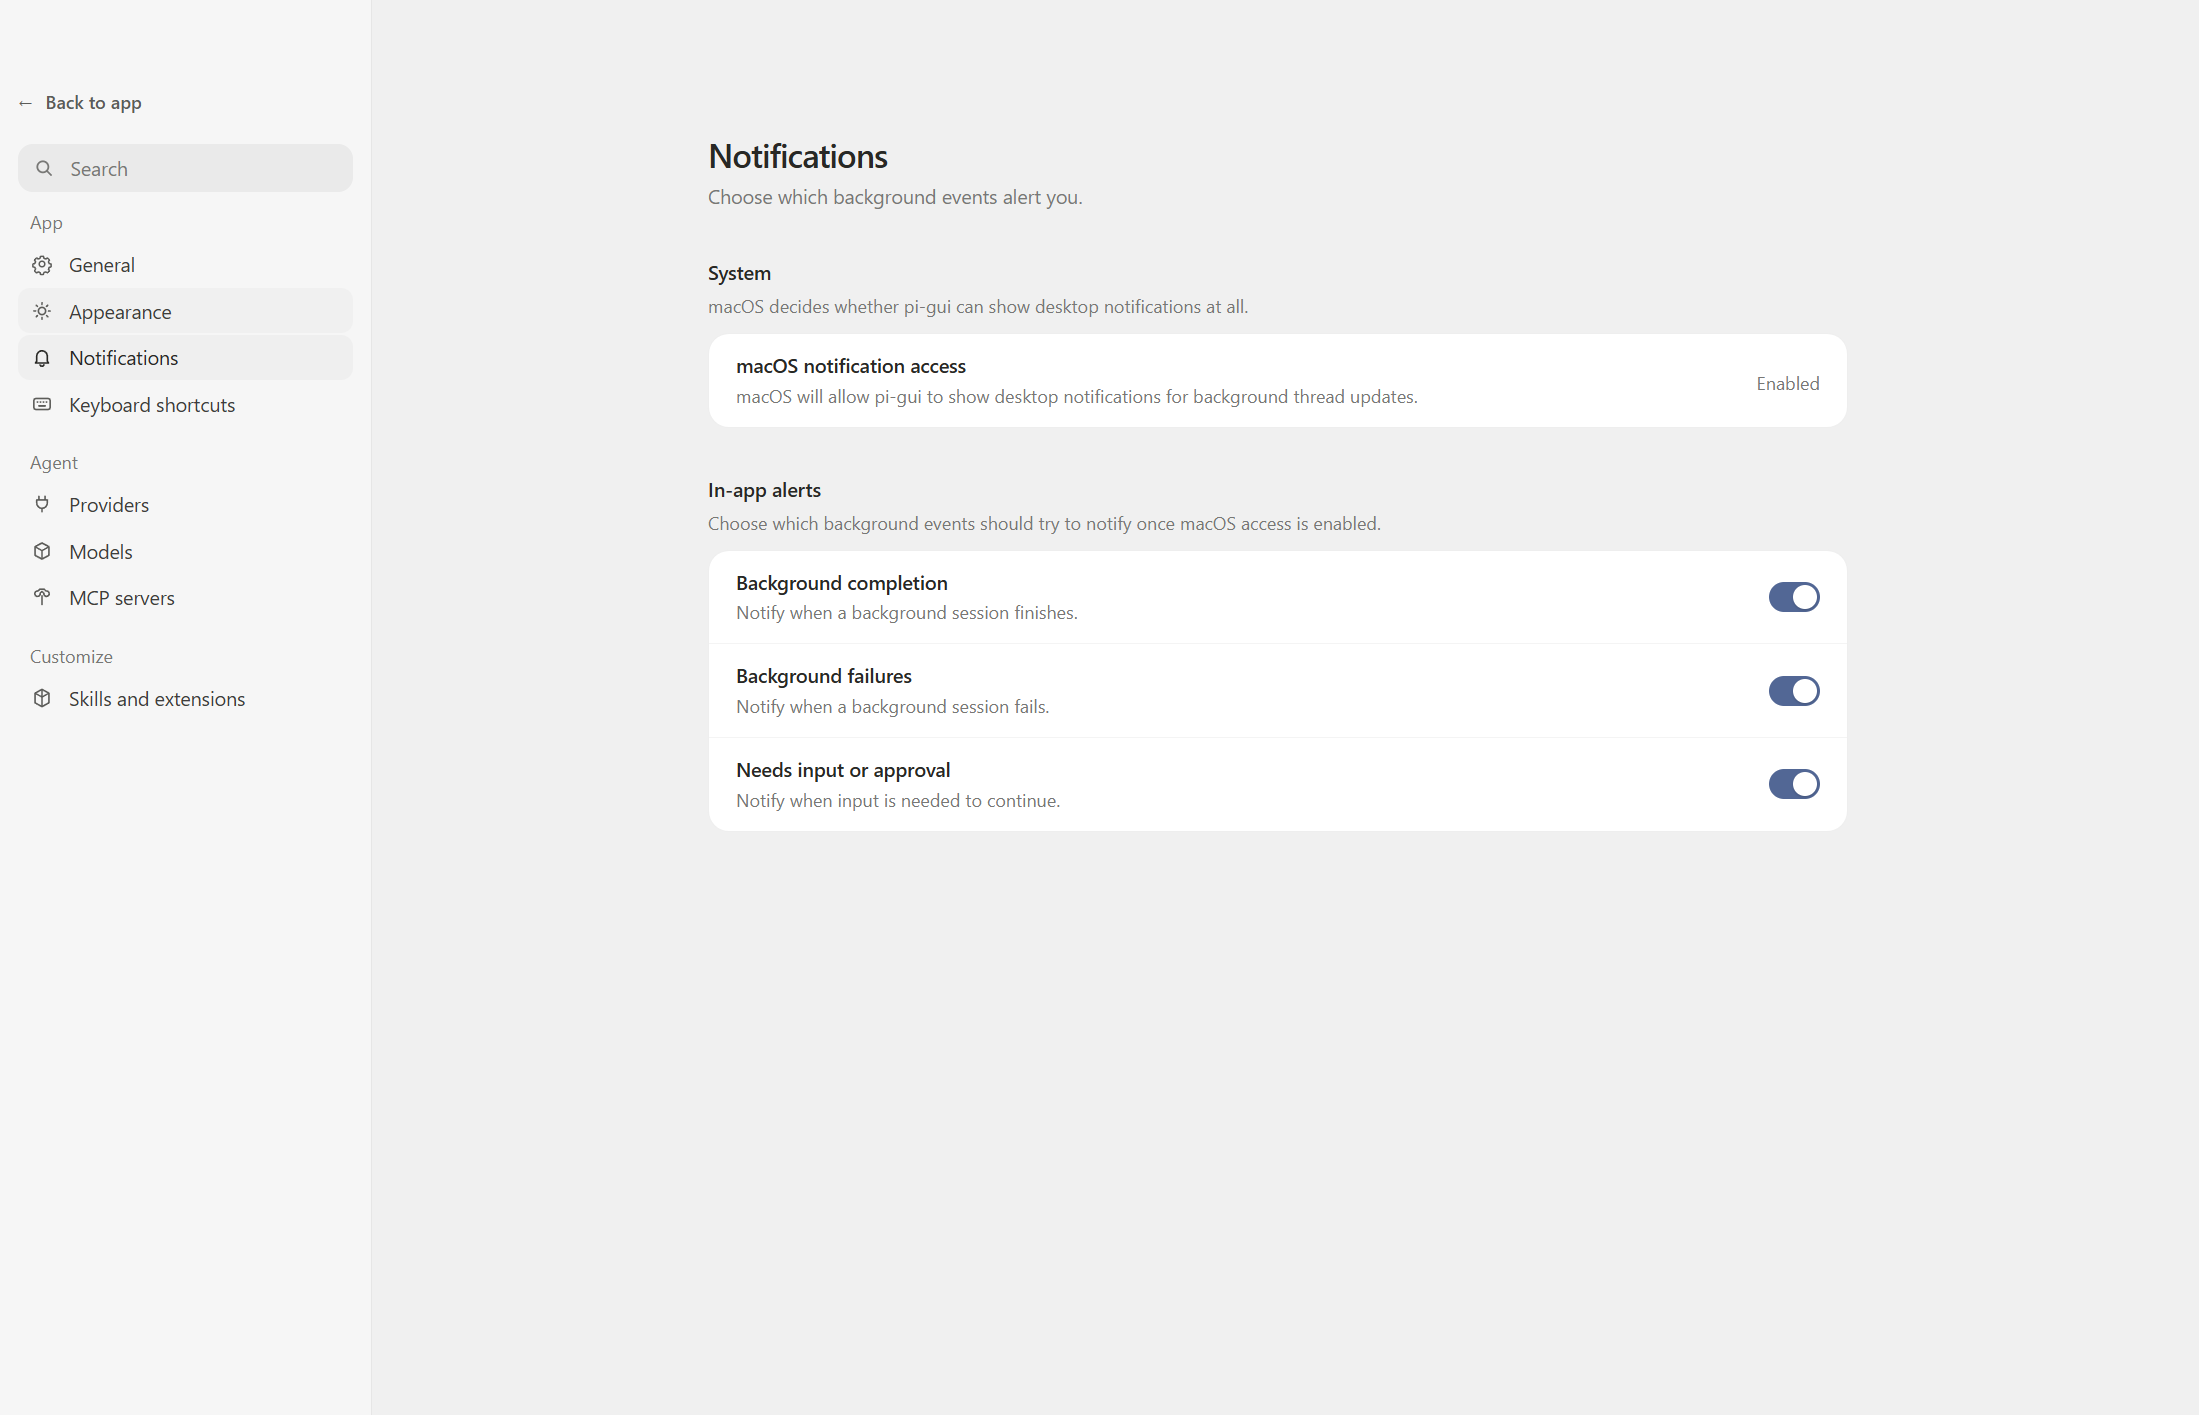 ← Back to app
Search
App
General
Appearance
Notifications
Keyboard shortcuts
Agent
Providers
Models
MCP servers
Customize
Skills and extensions
Notifications
Choose which background events alert you.
System
macOS decides whether pi-gui can show desktop notifications at all.
macOS notification access
macOS will allow pi-gui to show desktop notifications for background thread updates.
Enabled
In-app alerts
Choose which background events should try to notify once macOS access is enabled.
Background completion
Notify when a background session finishes.
Background failures
Notify when a background session fails.
Needs input or approval
Notify when input is needed to continue.